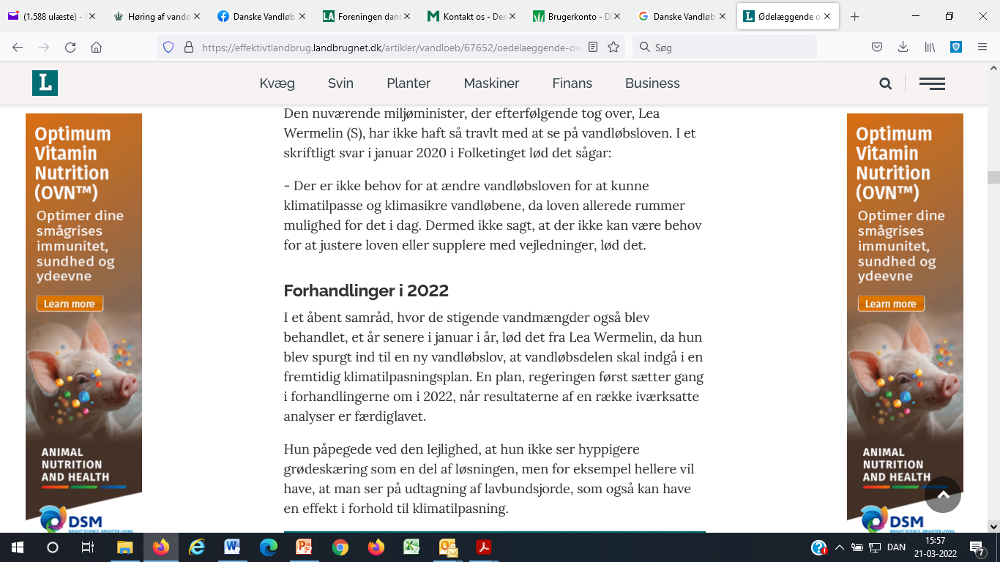 (1.588 ulæste) -
Høring af vando
Danske Vandløb
Foreningen dans
Kontakt os - Den
Brugerkonto - D
Danske Vandløb
Ødelæggende o
https://effektivtlandbrug.landbrugnet.dk/artikler/vandloeb/67652/oedelaeggende-ov
Søg
L
Kvæg
Svin
Planter
Maskiner
Finans
Business
Optimum
Vitamin
Nutrition
(OVN™)
Optimer dine
smågrises
immunitet,
sundhed og
ydeevne
Learn more
ANIMAL
NUTRITION
AND HEALTH
DSM
BRIGHT SCIENCE. BRIGHTER LIVING.
Den nuværende miljøminister, der efterfølgende tog over, Lea
Wermelin (S), har ikke haft så travlt med at se på vandløbsloven. I et
skriftligt svar i januar 2020 i Folketinget lød det sågar:
- Der er ikke behov for at ændre vandløbsloven for at kunne
klimatilpasse og klimasikre vandløbene, da loven allerede rummer
mulighed for det i dag. Dermed ikke sagt, at der ikke kan være behov
for at justere loven eller supplere med vejledninger, lød det.
Forhandlinger i 2022
I et åbent samråd, hvor de stigende vandmængder også blev
behandlet, et år senere i januar i år, lød det fra Lea Wermelin, da hun
blev spurgt ind til en ny vandløbslov, at vandløbsdelen skal indgå i en
fremtidig klimatilpasningsplan. En plan, regeringen først sætter gang
i forhandlingerne om i 2022, når resultaterne af en række iværksatte
analyser er færdiglavet.
Hun påpegede ved den lejlighed, at hun ikke ser hyppigere
grødeskæring som en del af løsningen, men for eksempel hellere vil
have, at man ser på udtagning af lavbundsjorde, som også kan have
en effekt i forhold til klimatilpasning.
Optimum
Vitamin
Nutrition
(OVN™)
Optimer dine
smågrises
immunitet,
sundhed og
ydeevne
Learn more
ANIMAL
NUTRITION
AND HEALTH
DSM
BRIGHT SCIENCE. BRIGHTER LIVING.
DAN
15:57
21-03-2022
7